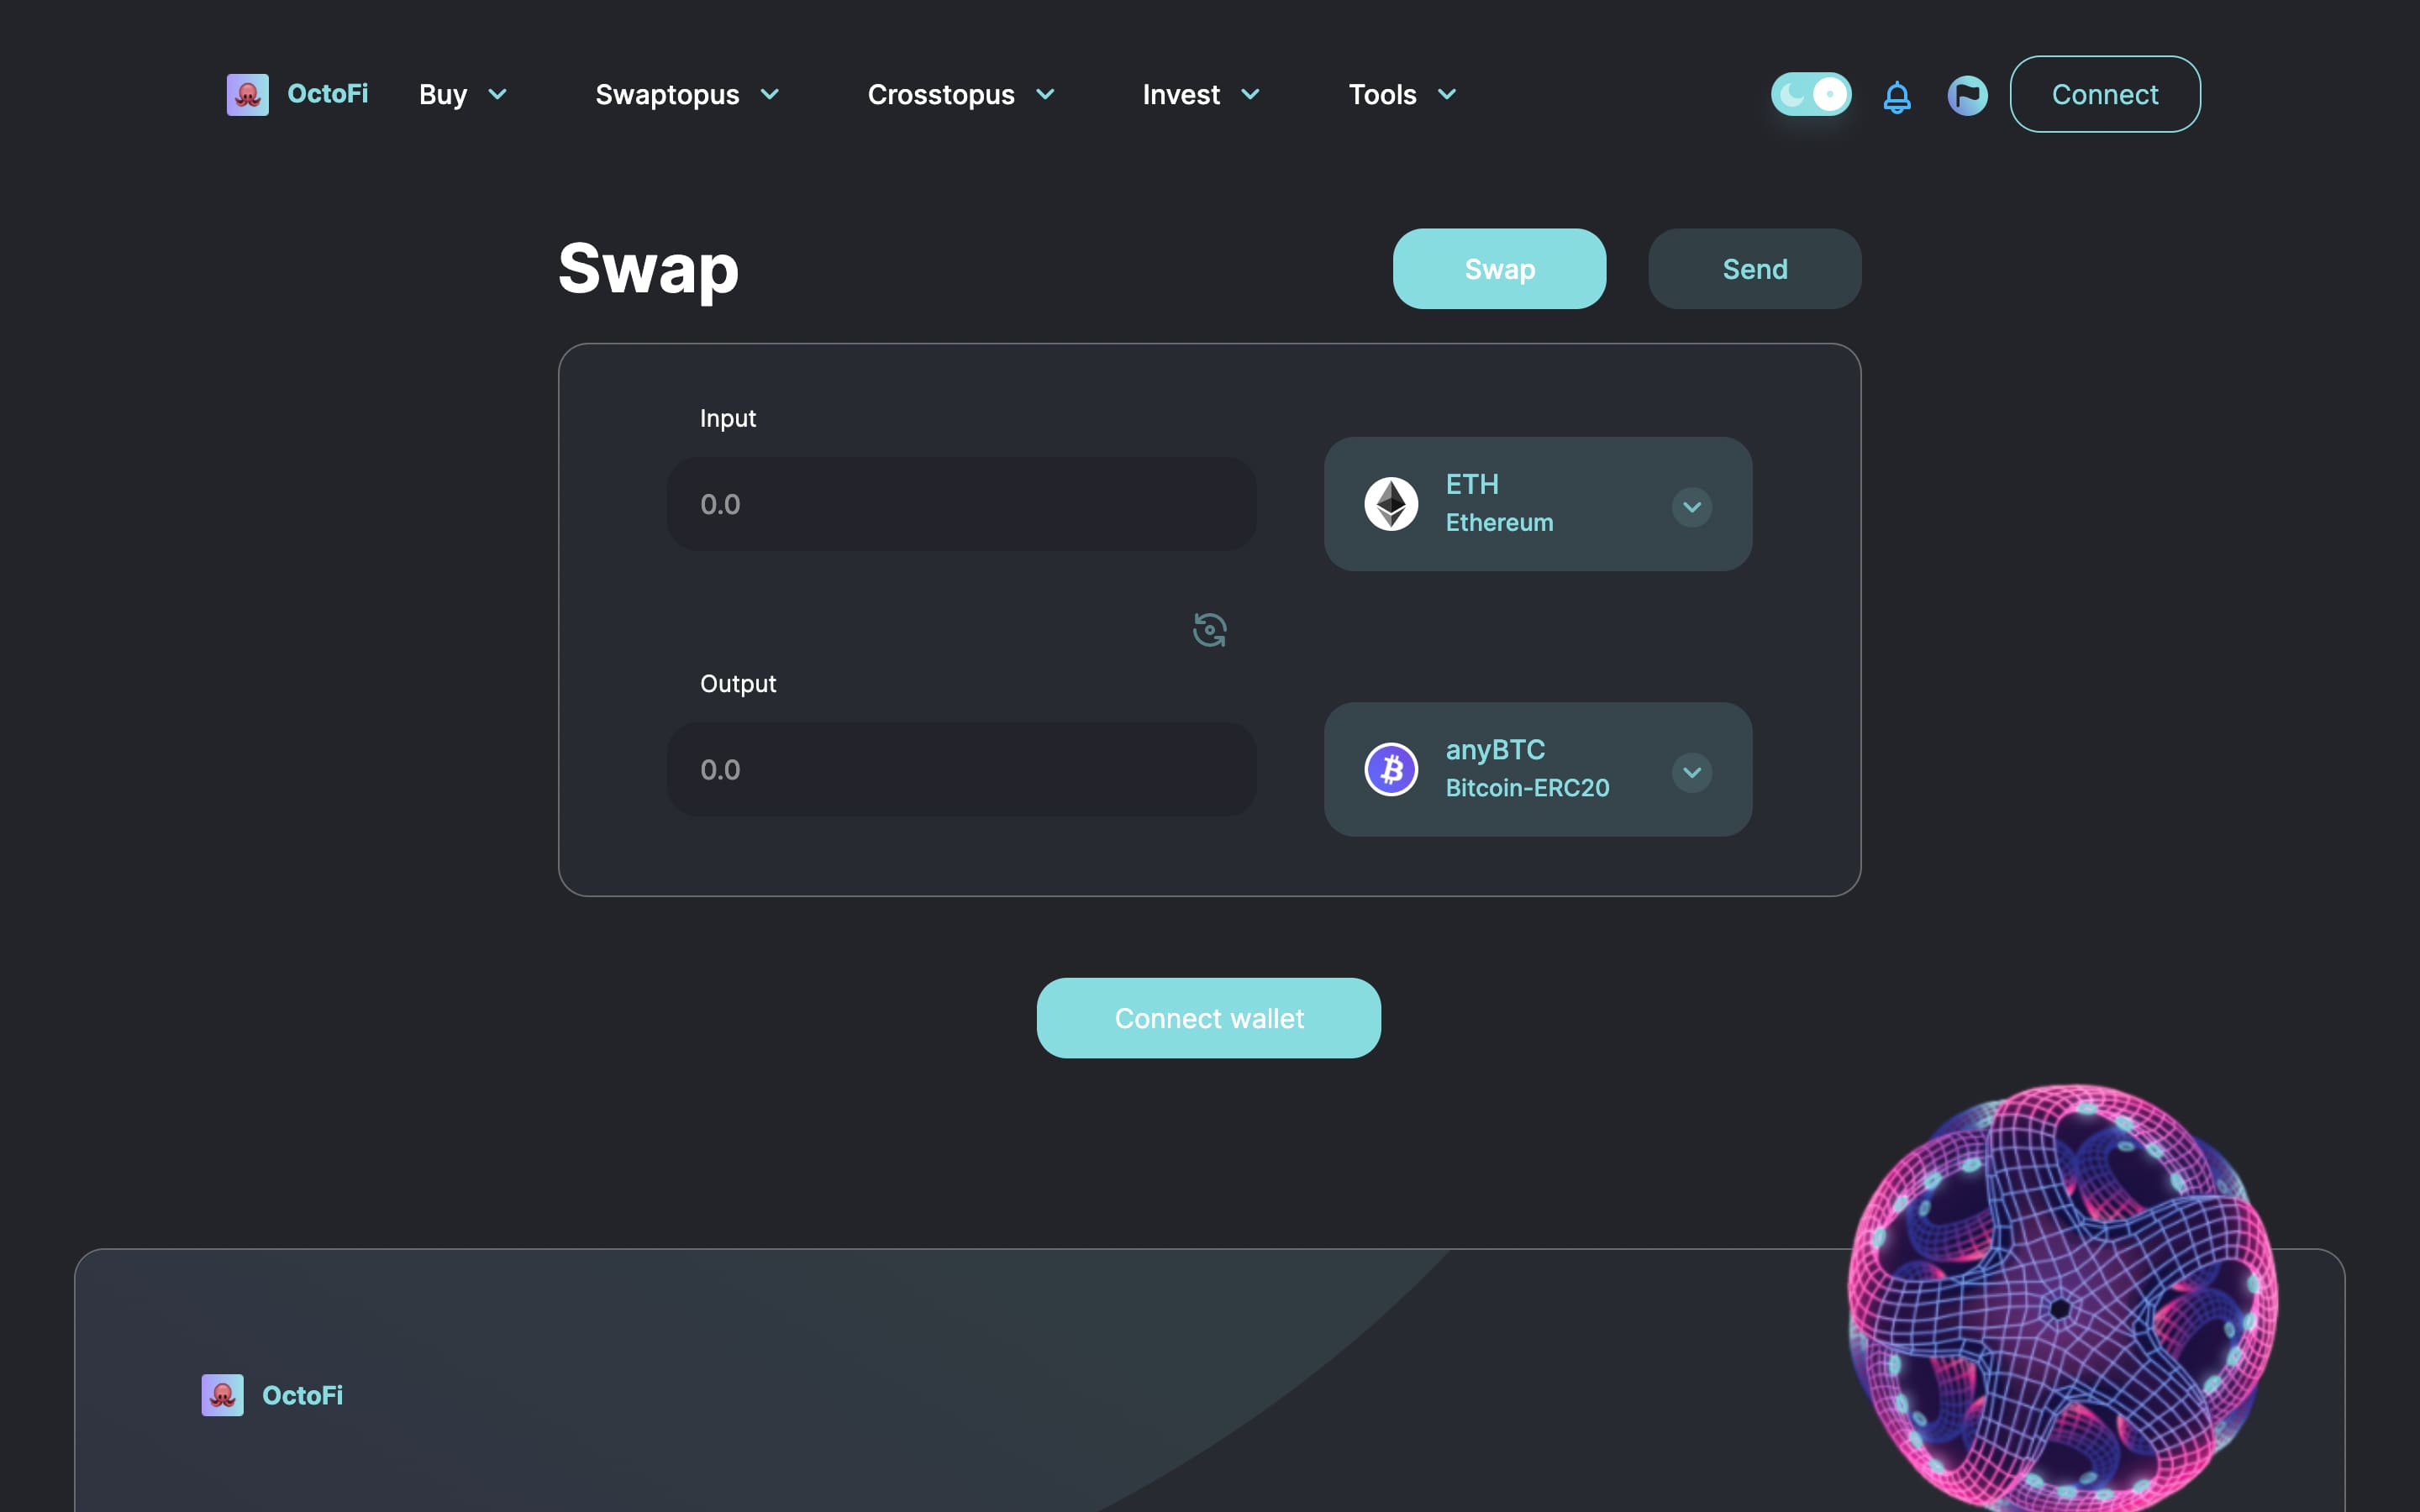 OctoFi
Buy
Swaptopus
Crosstopus
Invest
Tools
Connect
Swap
Swap
Send
Input
0.0
ETH
Ethereum
Output
0.0
anyBTC
Bitcoin-ERC20
Connect wallet
OctoFi